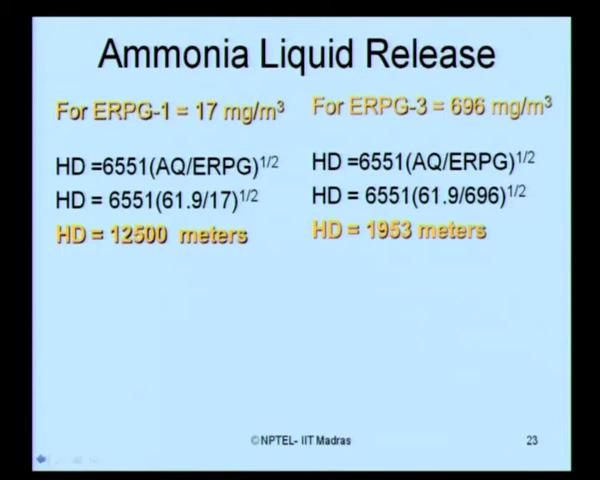 Ammonia Liquid Release
For ERPG-1 = 17 mg/m³
HD =6551(AQ/ERPG)¹/²
HD = 6551(61.9/17)¹/²
HD = 12500 meters
For ERPG-3 = 696 mg/m³
HD =6551(AQ/ERPG)¹/²
HD = 6551(61.9/696)¹/²
HD = 1953 meters
©NPTEL- IIT Madras
23